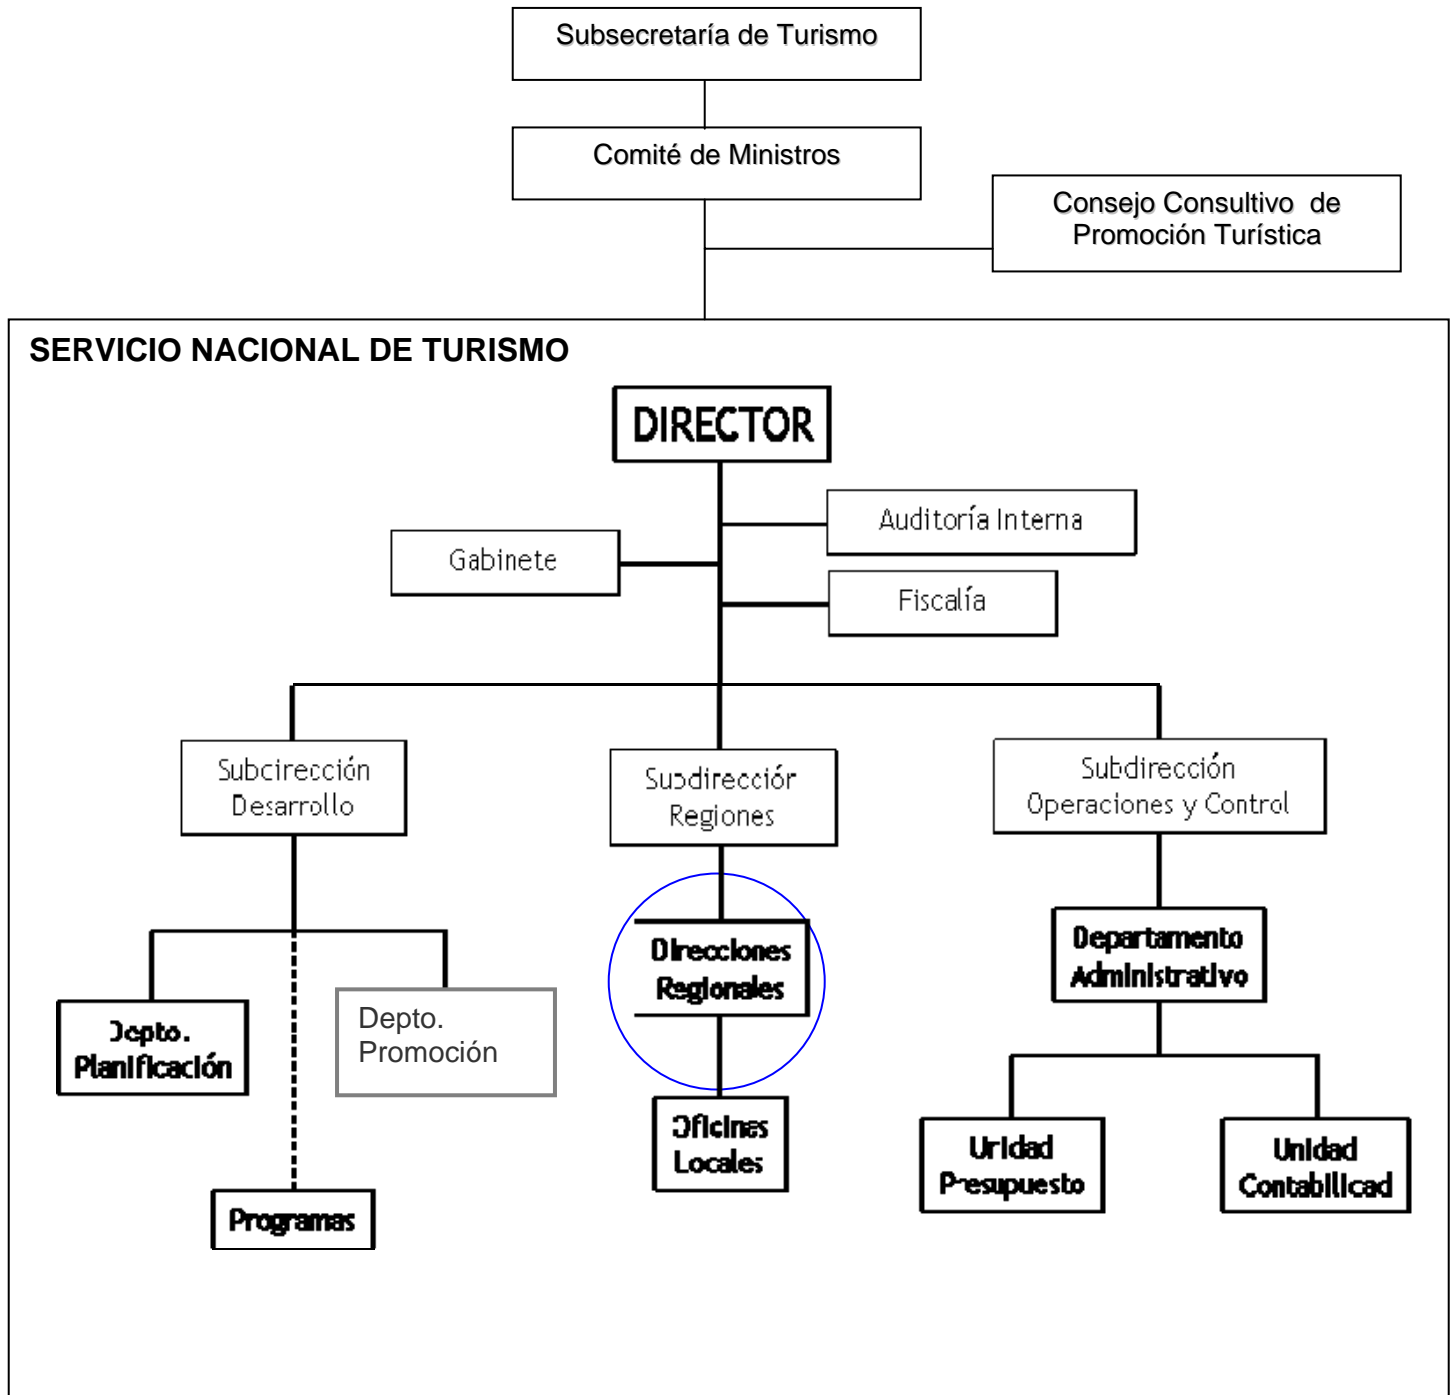 Subsecretaría de Turismo
Comité de Ministros
Consejo Consultivo de
Promoción Turística
SERVICIO NACIONAL DE TURISMO
DIRECTOR
Auditoría Interna
Gabinete
Fiscalía
Subcirección
Desarrollo
Subdirección
Regiones
Subdirección
Operaciones y Control
Direcciones
Regionales
Departamento
Administrativo
Depto.
Planificación
Depto.
Promoción
Oficinas
Locales
Unidad
Presupuesto
Unidad
Contabilicad
Programas